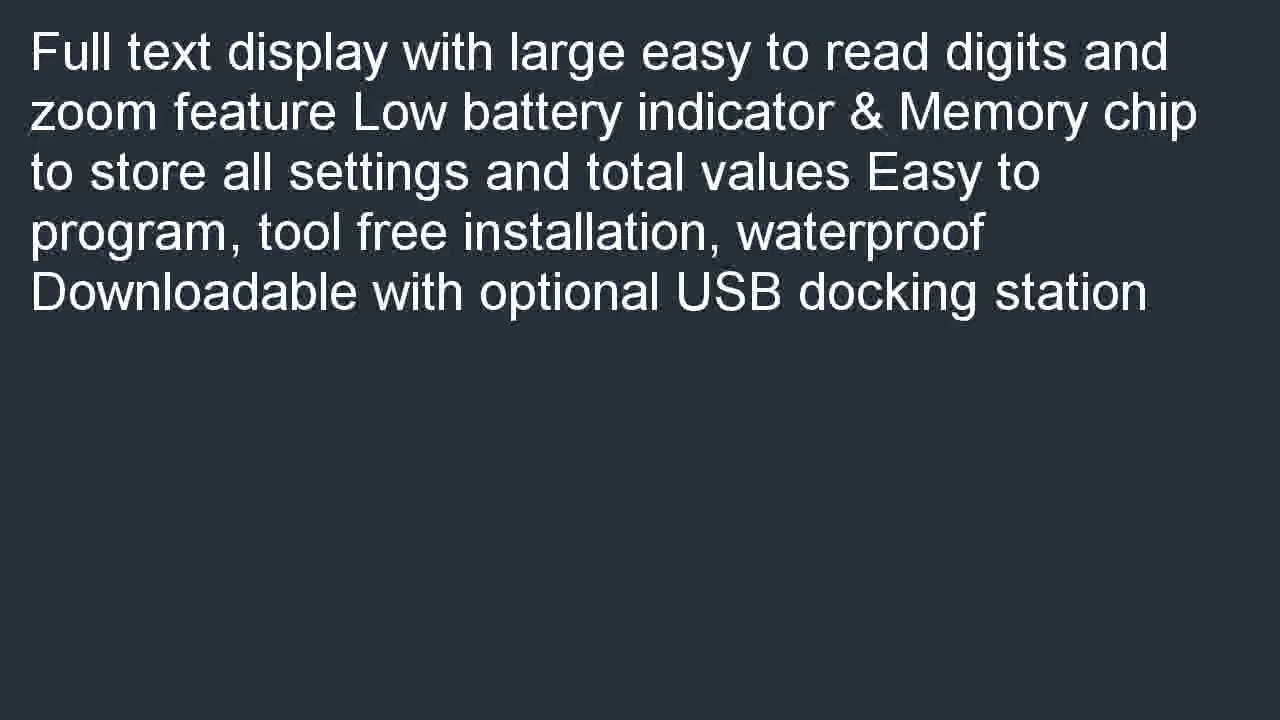 Full text display with large easy to read digits and
zoom feature Low battery indicator & Memory chip
to store all settings and total values Easy to
program, tool free installation, waterproof
Downloadable with optional USB docking station